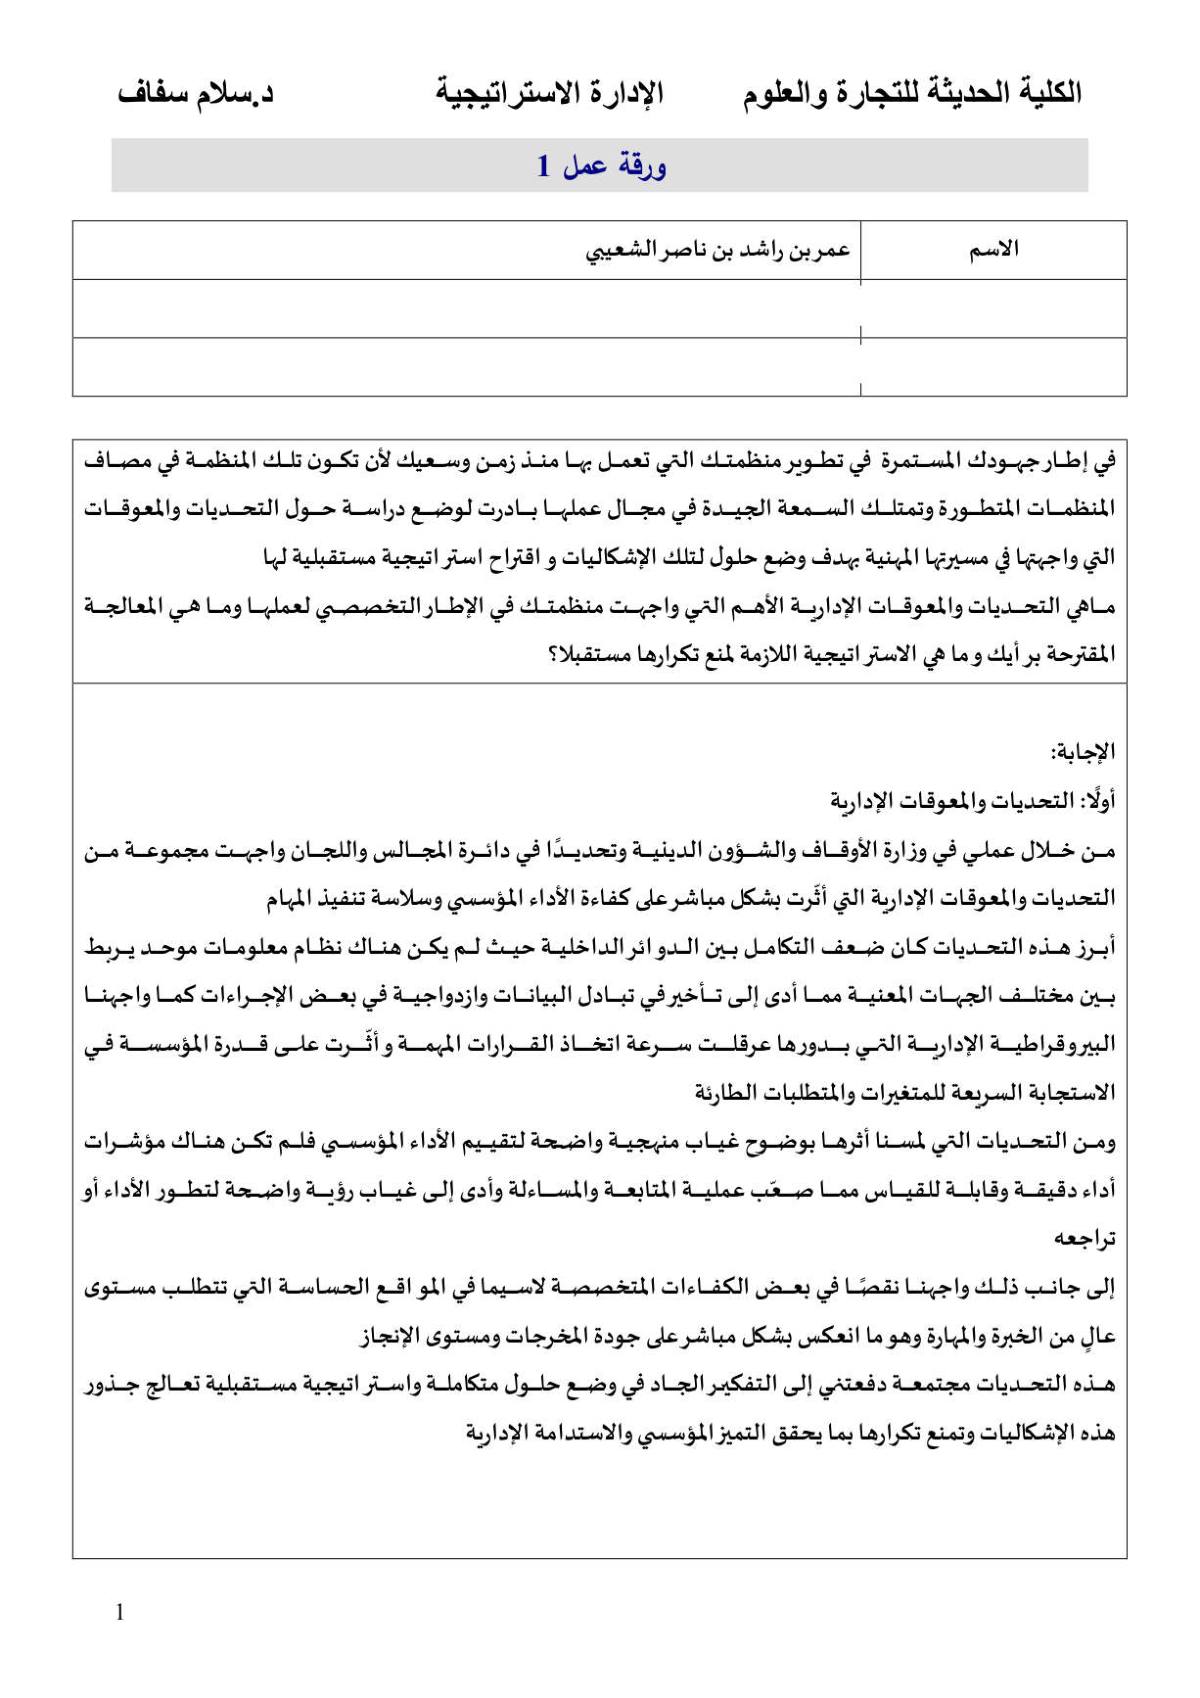 الكلية الحديثة للتجارة والعلوم الإدارة الاستراتيجية د.سلام سفاف
ورقة عمل 1
الاسم عمر بن راشد بن ناصر الشعيبي
في إطار جهودك المستمرة في تطوير منظمتك التي تعمل بها منذ زمن وسعيك لأن تكون تلك المنظمة في مصاف
المنظمات المتطورة وتمتلك السمعة الجيدة في مجال عملها بادرت لوضع دراسة حول التحديات والمعوقات
التي واجهتها في مسيرتها المهنية بهدف وضع حلول لتلك الإشكاليات و اقتراح استراتيجية مستقبلية لها
ماهي التحديات والمعوقات الإدارية الأهم التي واجهت منظمتك في الإطار التخصصي لعملها وما هي المعالجة
المقترحة برأيك و ما هي الاستراتيجية اللازمة لمنع تكرارها مستقبلا؟
الإجابة:
أولًا: التحديات والمعوقات الإدارية
من خلال عملي في وزارة الأوقاف والشؤون الدينية وتحديدًا في دائرة المجالس واللجان واجهت مجموعة من
التحديات والمعوقات الإدارية التي أثّرت بشكل مباشر على كفاءة الأداء المؤسسي وسلاسة تنفيذ المهام
أبرز هذه التحديات كان ضعف التكامل بين الدوائر الداخلية حيث لم يكن هناك نظام معلومات موحد يربط
بين مختلف الجهات المعنية مما أدى إلى تأخير في تبادل البيانات وازدواجية في بعض الإجراءات كما واجهنا
البيروقراطية الإدارية التي بدورها عرقلت سرعة اتخاذ القرارات المهمة وأثّرت على قدرة المؤسسة في
الاستجابة السريعة للمتغيرات والمتطلبات الطارئة
ومن التحديات التي لمسنا أثرها بوضوح غياب منهجية واضحة لتقييم الأداء المؤسسي فلم تكن هناك مؤشرات
أداء دقيقة وقابلة للقياس مما صعّب عملية المتابعة والمساءلة وأدى إلى غياب رؤية واضحة لتطور الأداء أو
تراجعه
إلى جانب ذلك واجهنا نقصًا في بعض الكفاءات المتخصصة لاسيما في المواقع الحساسة التي تتطلب مستوى
عالٍ من الخبرة والمهارة وهو ما انعكس بشكل مباشر على جودة المخرجات ومستوى الإنجاز
هذه التحديات مجتمعة دفعتني إلى التفكير الجاد في وضع حلول متكاملة واستراتيجية مستقبلية تعالج جذور
هذه الإشكاليات وتمنع تكرارها بما يحقق التميز المؤسسي والاستدامة الإدارية
1